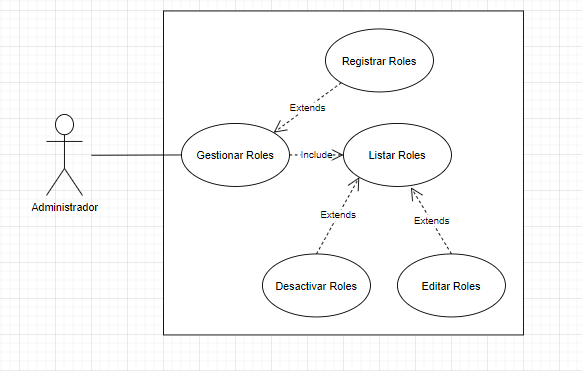 Registrar Roles
Extends
Gestionar Roles
Include
Listar Roles
Administrador
Extends
Extends
Desactivar Roles
Editar Roles